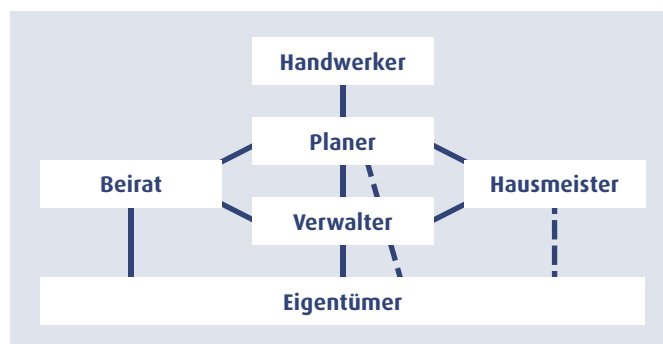 Handwerker
Planer
Beirat
Hausmeister
Verwalter
Eigentümer